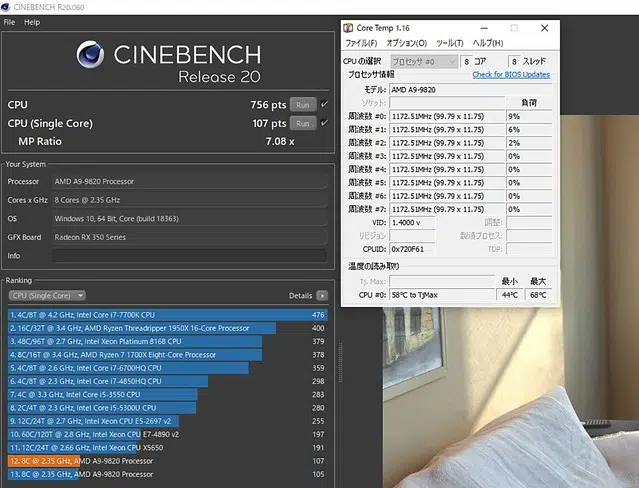 CINEBENCH R20.060
File Help
CINEBENCH
Release 20
CPU 756 pts Run
CPU (Single Core) 107 pts Run
MP Ratio 7.08 x
Your System
Processor AMD A9-9820 Processor
Cores x GHz 8 Cores @ 2.35 GHz
OS Windows 10, 64 Bit, Core (build 18363)
GFX Board Radeon RX 350 Series
Info
Ranking
CPU (Single Core) Details
1. 4C/8T @ 4.2 GHz, Intel Core i7-7700K CPU 476
2. 16C/32T @ 3.4 GHz, AMD Ryzen Threadripper 1950X 16-Core Processor 400
3. 48C/96T @ 2.7 GHz, Intel Xeon Platinum 8168 CPU 379
4. 8C/16T @ 3.4 GHz, AMD Ryzen 7 1700X Eight-Core Processor 378
5. 4C/8T @ 2.6 GHz, Intel Core i7-6700HQ CPU 359
6. 4C/8T @ 2.3 GHz, Intel Core i7-4850HQ CPU 298
7. 4C @ 3.3 GHz, Intel Core i5-3550 CPU 283
8. 2C/4T @ 2.3 GHz, Intel Core i5-5300U CPU 280
9. 12C/24T @ 2.7 GHz, Intel Xeon CPU E5-2697 v2 255
10. 60C/120T @ 2.8 GHz, Intel Xeon CPU E7-4890 v2 197
11. 12C/24T @ 2.66 GHz, Intel Xeon CPU X5650 191
12. 8C @ 2.35 GHz, AMD A9-9820 Processor 107
13. 8C @ 2.35 GHz, AMD A9-9820 Processor 105
Core Temp 1.16
ファイル(F) オプション(O) ツール(T) ヘルプ(H)
CPU の選択 プロセッサ #0 8 コア 8 スレッド
プロセッサ情報 Check for BIOS Updates
モデル: AMD A9-9820
ソケット: 負荷
周波数 #0: 1172.51MHz (99.79 x 11.75) 9%
周波数 #1: 1172.51MHz (99.79 x 11.75) 6%
周波数 #2: 1172.51MHz (99.79 x 11.75) 2%
周波数 #3: 1172.51MHz (99.79 x 11.75) 0%
周波数 #4: 1172.51MHz (99.79 x 11.75) 0%
周波数 #5: 1172.51MHz (99.79 x 11.75) 0%
周波数 #6: 1172.51MHz (99.79 x 11.75) 0%
周波数 #7: 1172.51MHz (99.79 x 11.75) 0%
VID: 1.4000 v 調整:
リビジョン 製造プロセス:
CPUID: 0x720F61 TDP:
温度の読み取り
Tj. Max: 最小 最大
CPU #0: 58°C to TjMax 44°C 68°C